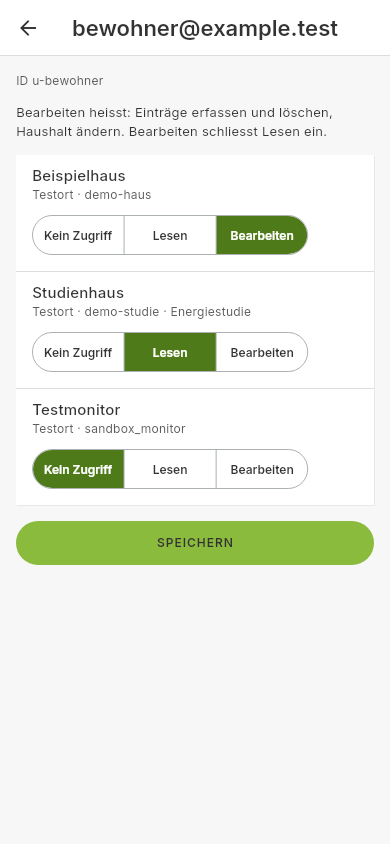 bewohner@example.test
ID u-bewohner
Bearbeiten heisst: Einträge erfassen und löschen,
Haushalt ändern. Bearbeiten schliesst Lesen ein.
Beispielhaus
Testort · demo-haus
Kein Zugriff Lesen Bearbeiten
Studienhaus
Testort · demo-studie · Energiestudie
Kein Zugriff Lesen Bearbeiten
Testmonitor
Testort · sandbox_monitor
Kein Zugriff Lesen Bearbeiten
SPEICHERN